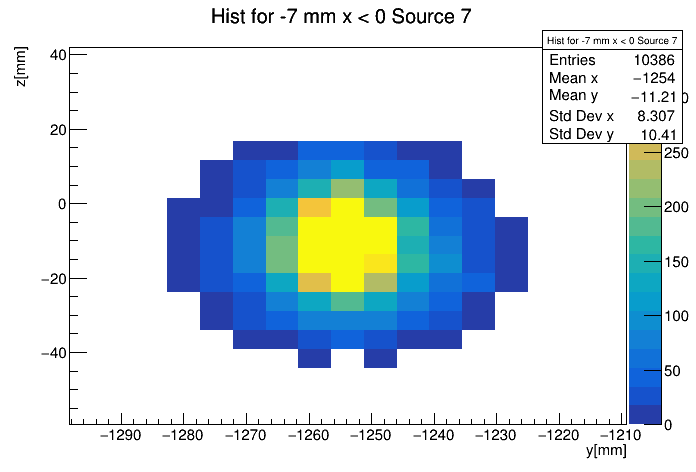 Hist for -7 mm x < 0 Source 7
z[mm]
Hist for -7 mm x < 0 Source 7
Entries 10386
Mean x −1254
Mean y −11.21
Std Dev x 8.307
Std Dev y 10.41
40
20
0
−20
−40
0
250
200
150
100
50
0
−1290 −1280 −1270 −1260 −1250 −1240 −1230 −1220 −1210
y[mm]